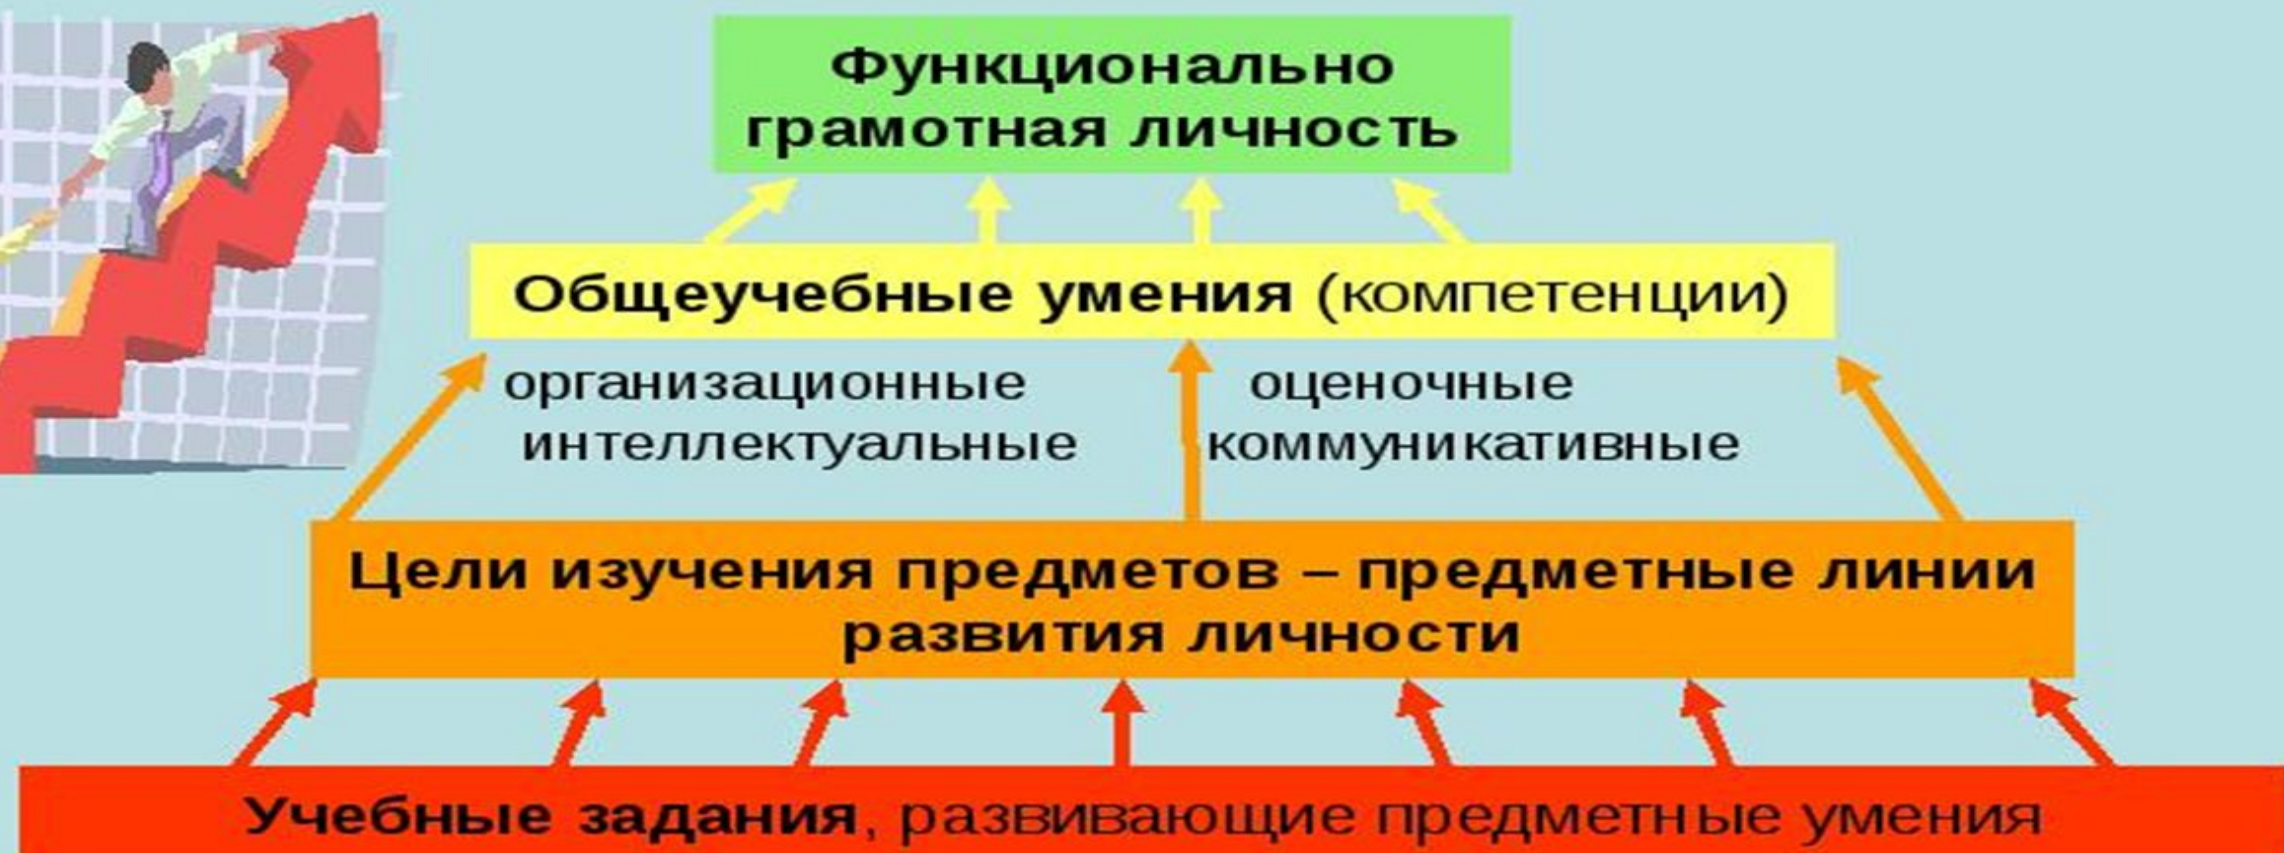 Функционально
грамотная личность
Общеучебные умения (компетенции)
организационные оценочные
интеллектуальные коммуникативные
Цели изучения предметов – предметные линии
развития личности
Учебные задания, развивающие предметные умения